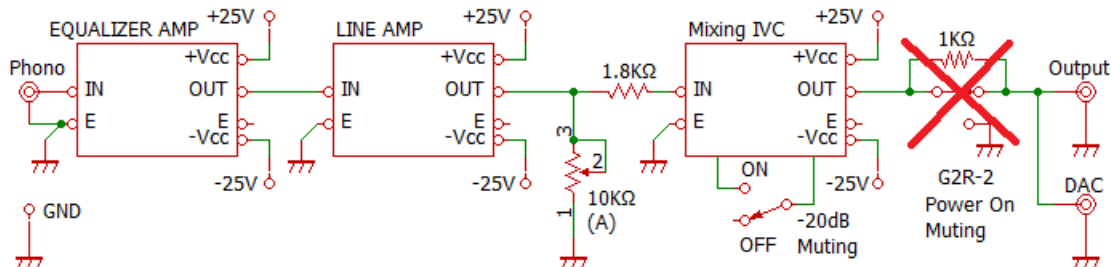 +25V
+25V
+25V
EQUALIZER AMP
LINE AMP
Mixing IVC
1KΩ
Phono
+Vcc
+Vcc
+Vcc
Output
1.8KΩ
IN
OUT
IN
OUT
IN
OUT
E
E
E
E
E
E
-Vcc
-Vcc
-Vcc
3
2
1
10KΩ
(A)
-25V
-25V
-25V
ON
OFF
-20dB
Muting
G2R-2
Power On
Muting
DAC
GND